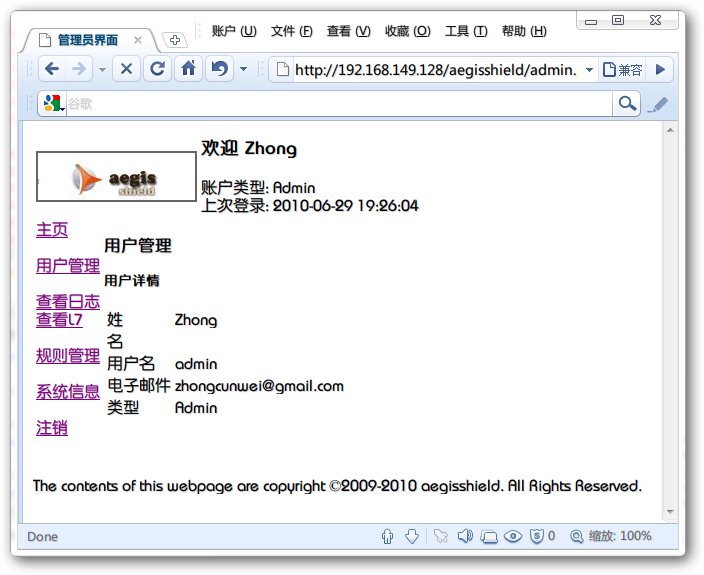 账户 (U) 文件 (F) 查看 (V) 收藏 (O) 工具 (T) 帮助 (H)
管理员界面
http://192.168.149.128/aegisshield/admin. 兼容
谷歌
aegis
shield
欢迎 Zhong
账户类型: Admin
上次登录: 2010-06-29 19:26:04
主页
用户管理
查看日志
查看L7
规则管理
系统信息
注销
用户管理
用户详情
姓名 Zhong
用户名 admin
电子邮件 zhongcunwei@gmail.com
类型 Admin
The contents of this webpage are copyright ©2009-2010 aegisshield. All Rights Reserved.
Done 0 缩放: 100%